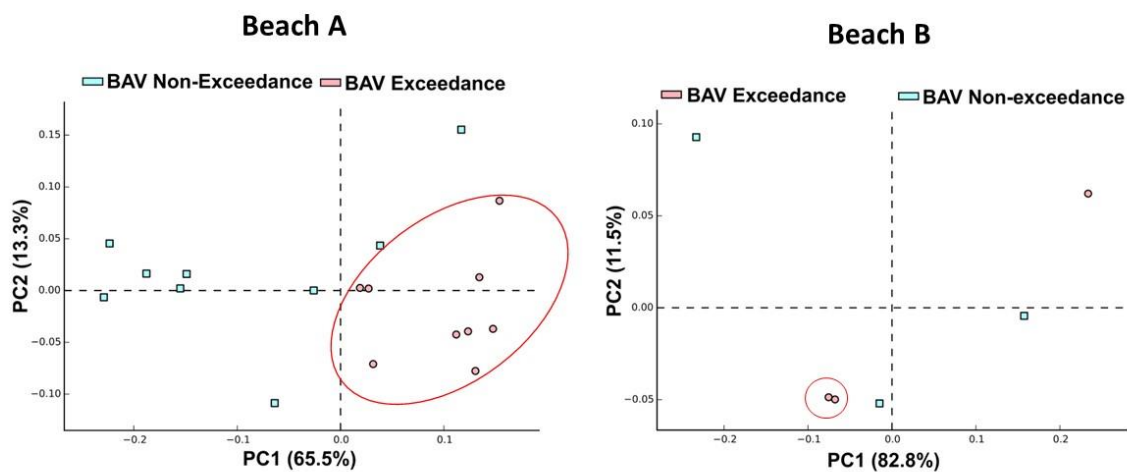 Beach A
BAV Non-Exceedance BAV Exceedance
0.15
0.10
0.05
0.00
−0.05
−0.10
PC2 (13.3%)
−0.2 −0.1 0.0 0.1
PC1 (65.5%)
Beach B
BAV Exceedance BAV Non-exceedance
0.10
0.05
0.00
−0.05
PC2 (11.5%)
−0.2 −0.1 0.0 0.1 0.2
PC1 (82.8%)